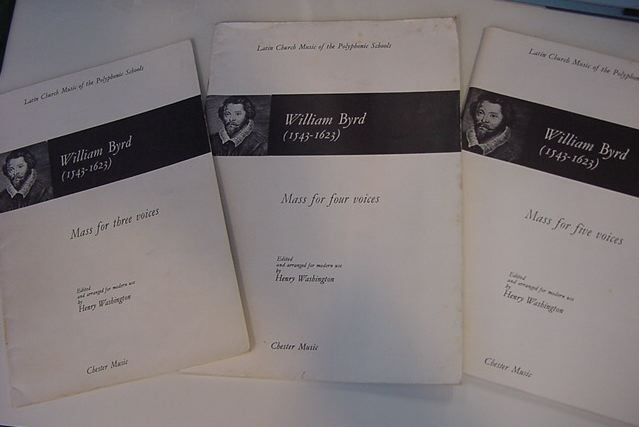 Latin Church Music of the Polyphonic Schools
William Byrd
(1543-1623)
Mass for three voices
Edited
and arranged for modern use
by
Henry Washington
Chester Music
Latin Church Music of the Polyphonic Schools
William Byrd
(1543-1623)
Mass for four voices
Edited
and arranged for modern use
by
Henry Washington
Chester Music
Latin Church Music of the Polyphonic
William Byrd
(1543-1623)
Mass for five voices
Edited
and arranged for modern use
by
Henry Washington
Chester Music